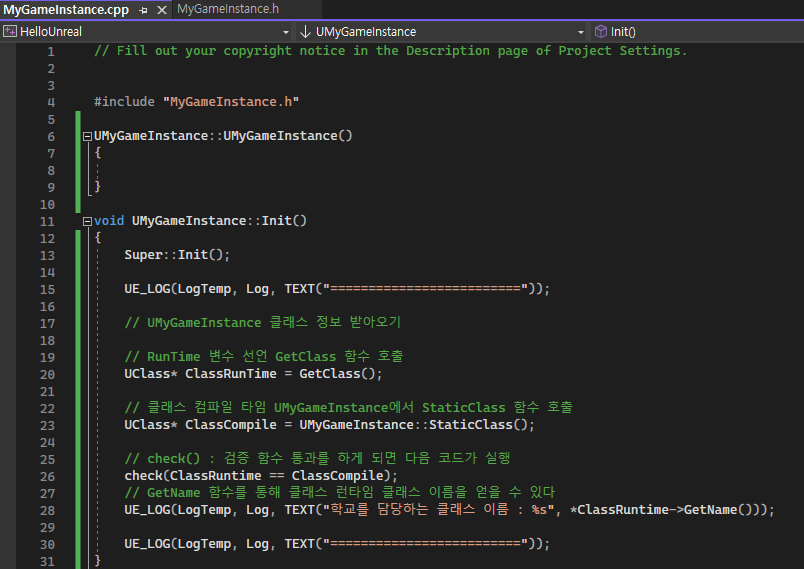 MyGameInstance.cpp MyGameInstance.h
HelloUnreal UMyGameInstance Init()
1 // Fill out your copyright notice in the Description page of Project Settings.
2
3
4 #include "MyGameInstance.h"
5
6 UMyGameInstance::UMyGameInstance()
7 {
8
9 }
10
11 void UMyGameInstance::Init()
12 {
13 Super::Init();
14
15 UE_LOG(LogTemp, Log, TEXT("========================="));
16
17 // UMyGameInstance 클래스 정보 받아오기
18
19 // RunTime 변수 선언 GetClass 함수 호출
20 UClass* ClassRunTime = GetClass();
21
22 // 클래스 컴파일 타임 UMyGameInstance에서 StaticClass 함수 호출
23 UClass* ClassCompile = UMyGameInstance::StaticClass();
24
25 // check() : 검증 함수 통과를 하게 되면 다음 코드가 실행
26 check(ClassRuntime == ClassCompile);
27 // GetName 함수를 통해 클래스 런타임 클래스 이름을 얻을 수 있다
28 UE_LOG(LogTemp, Log, TEXT("학교를 담당하는 클래스 이름 : %s", *ClassRuntime->GetName()));
29
30 UE_LOG(LogTemp, Log, TEXT("========================="));
31 }